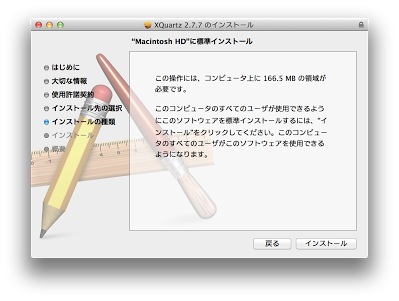 XQuartz 2.7.7 のインストール
"Macintosh HD"に標準インストール
はじめに
大切な情報
使用許諾契約
インストール先の選択
インストールの種類
インストール
概要
この操作には、コンピュータ上に 166.5 MB の領域が
必要です。
このコンピュータのすべてのユーザが使用できるよう
にこのソフトウェアを標準インストールするには、"イ
ンストール"をクリックしてください。このコンピュー
タのすべてのユーザがこのソフトウェアを使用できる
ようになります。
戻る
インストール